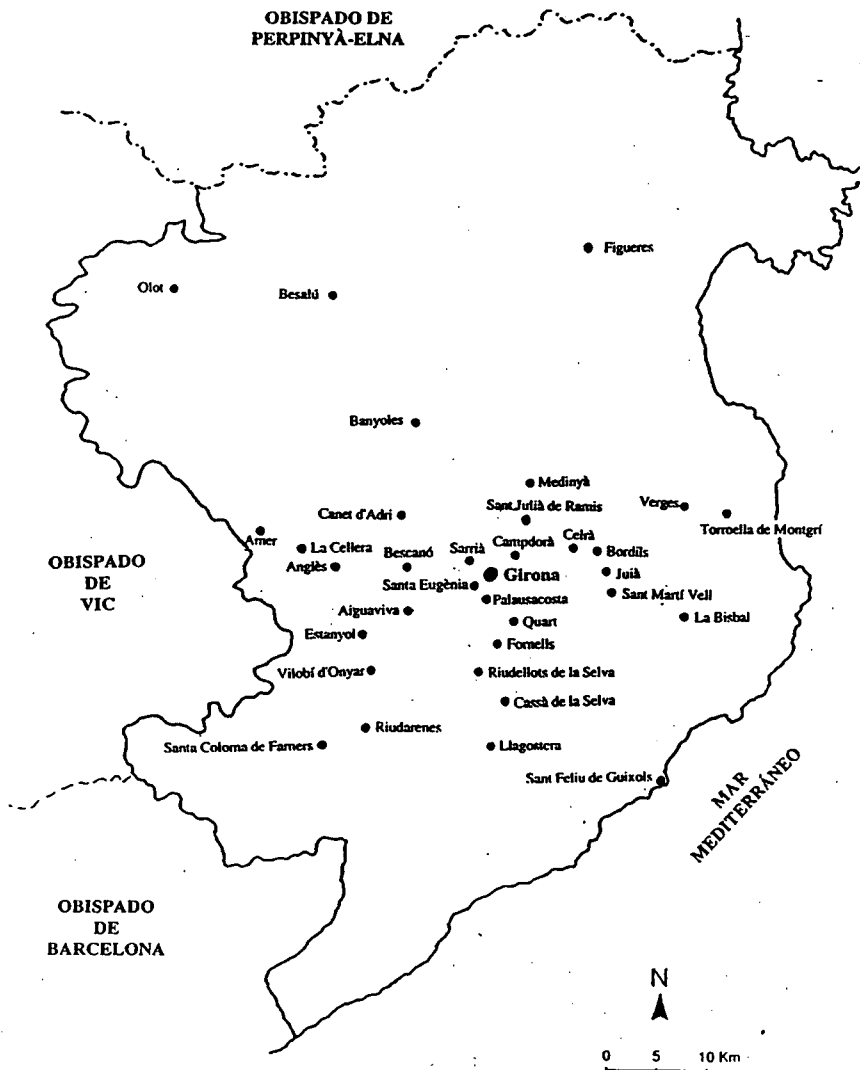 OBISPADO DE
PERPINYÀ-ELNA
Figueres
Olot
Besalú
Banyoles
Medinyà
Verges
Sant Julià de Ramis
Canet d'Adri
Torroella de Montgrí
Amer
La Cellera
Bescanó
Sarrià
Campdorà
Celrà
Bordils
OBISPADO
DE
VIC
Anglès
Girona
Juià
Santa Eugènia
Sant Martí Vell
Palausacosta
Aiguaviva
La Bisbal
Quart
Estanyol
Fornells
Vilobí d'Onyar
Riudellots de la Selva
Cassà de la Selva
Riudarenes
Santa Coloma de Farners
Llagostera
Sant Feliu de Guixols
MAR
MEDITERRÁNEO
OBISPADO
DE
BARCELONA
N
0 5 10 Km